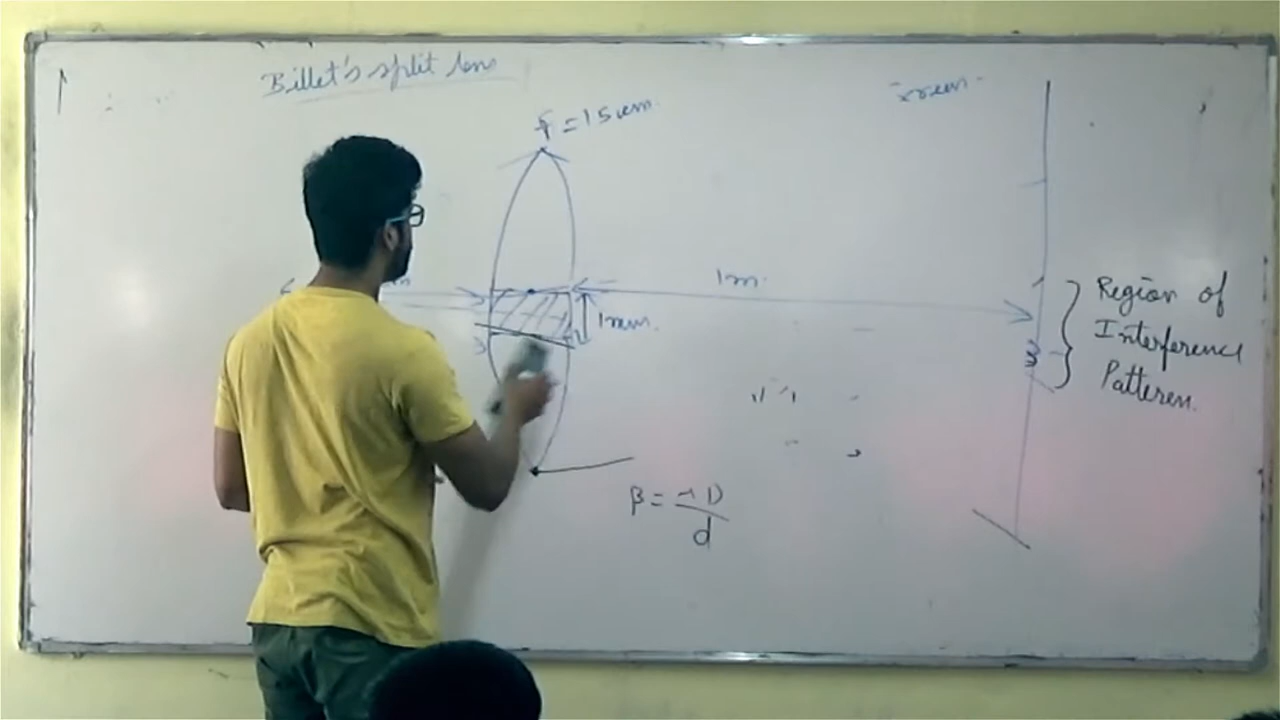 Billet's split lens
f = 15 cm.
1m.
1mm.
Region of
Interference
Patteren.
β = λD
d